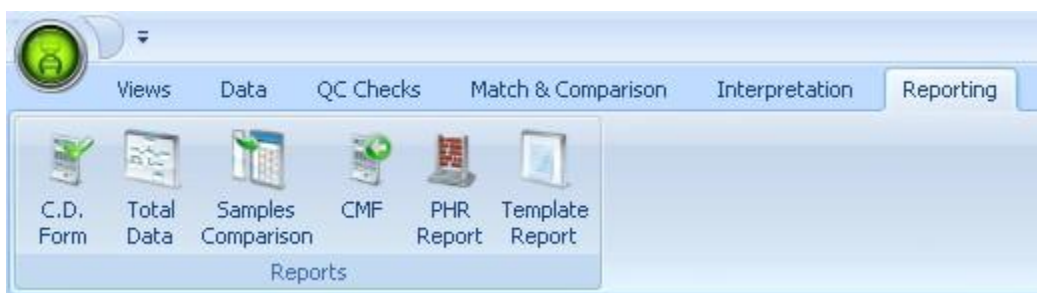 Views Data QC Checks Match & Comparison Interpretation Reporting
C.D. Form
Total Data
Samples Comparison
CMF
PHR Report
Template Report
Reports